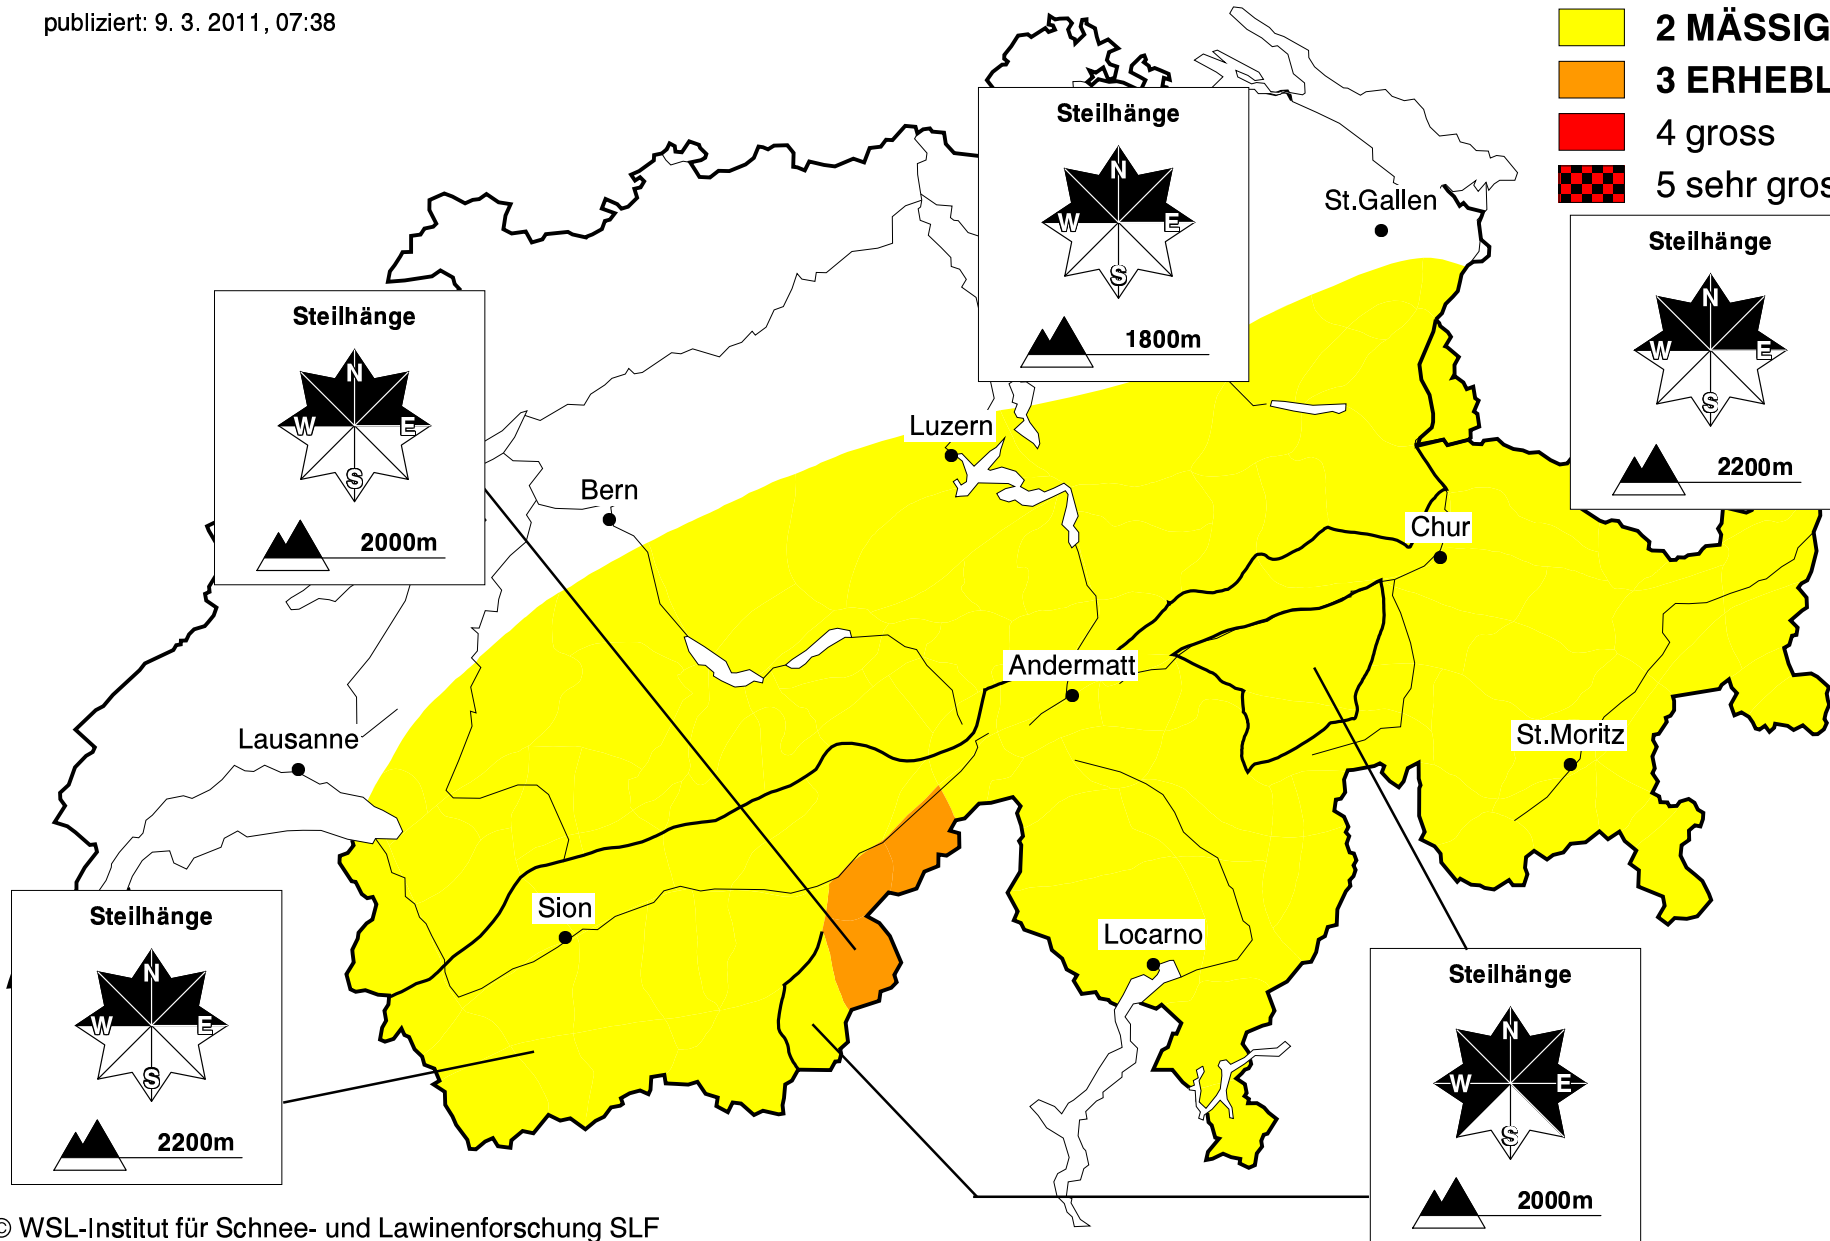 publiziert: 9. 3. 2011, 07:38
2 MÄSSIG
3 ERHEBL
4 gross
5 sehr gros
Steilhänge
N
W E
S
1800m
St.Gallen
Steilhänge
N
W E
S
2200m
Steilhänge
N
W E
S
2000m
Luzern
Bern
Chur
Andermatt
St.Moritz
Lausanne
Sion
Locarno
Steilhänge
N
W E
S
2200m
Steilhänge
N
W E
S
2000m
© WSL-Institut für Schnee- und Lawinenforschung SLF